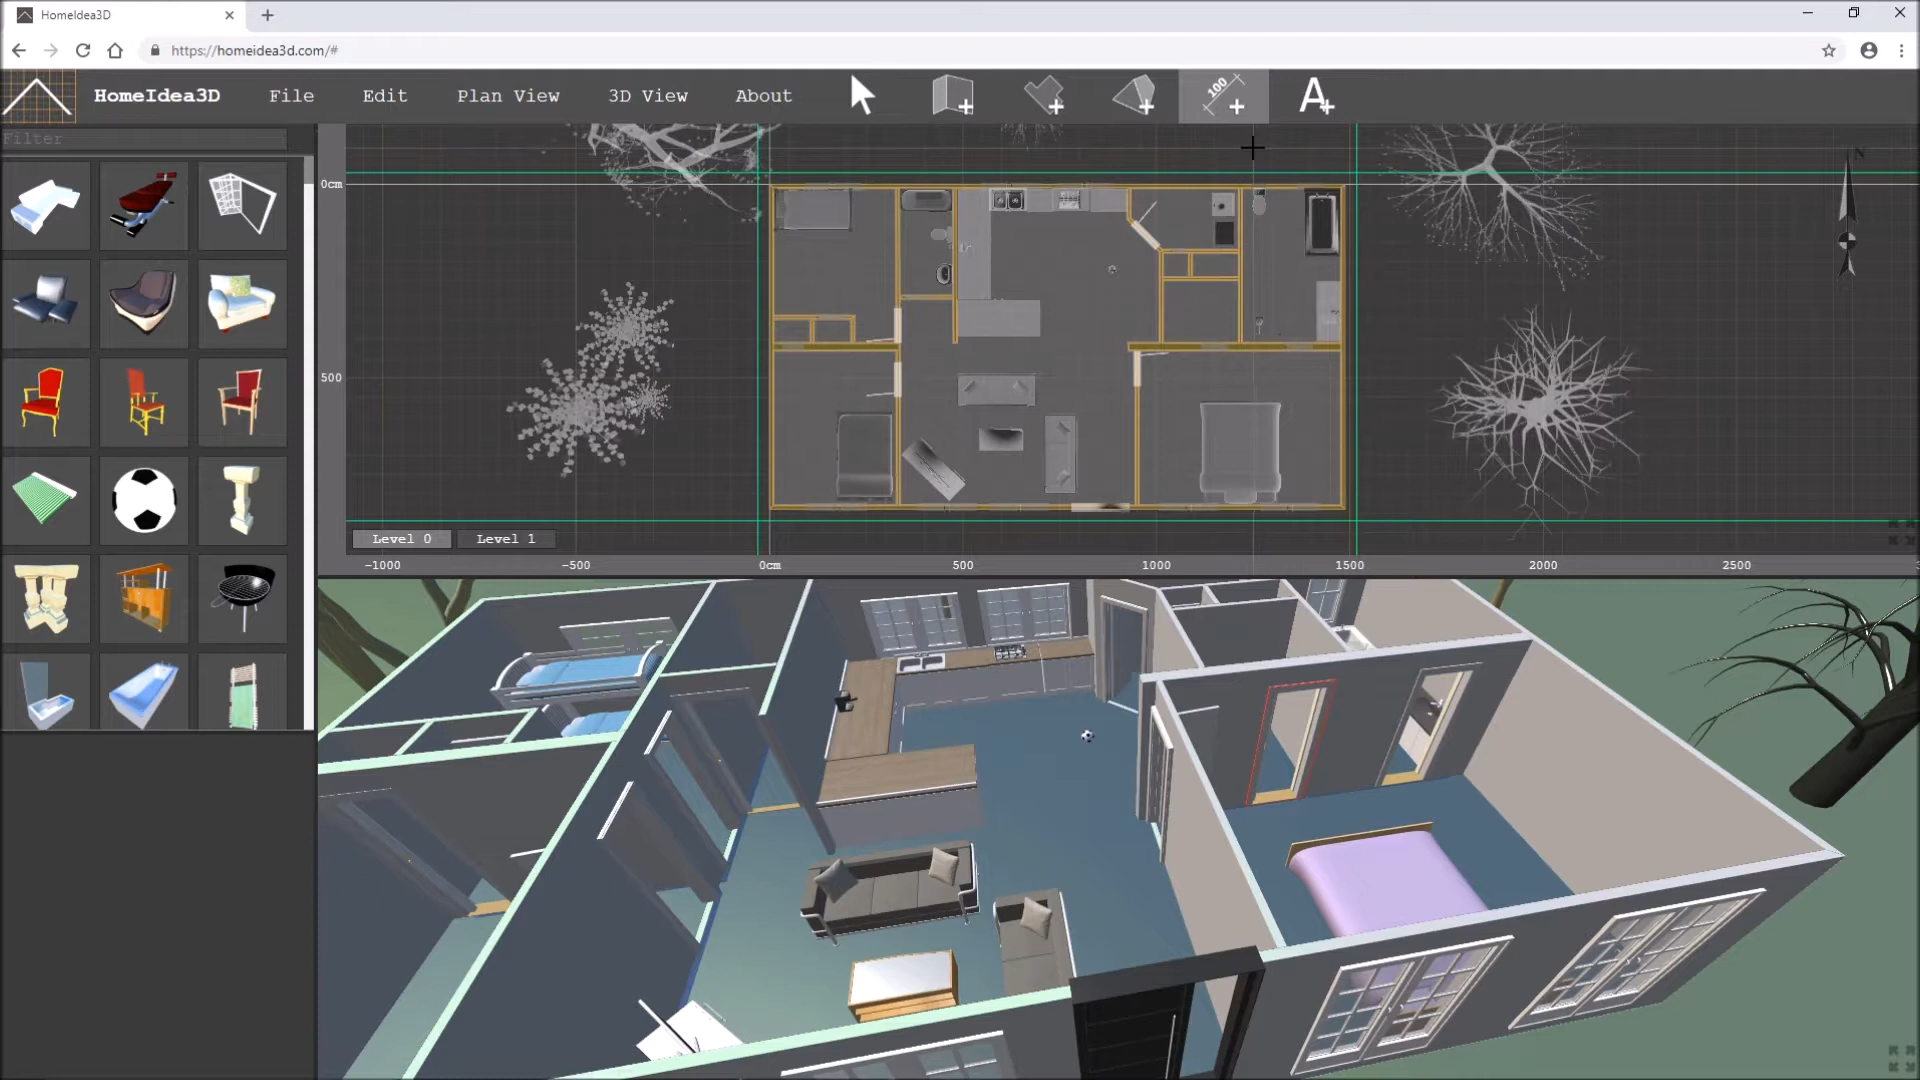 HomeIdea3D
https://homeidea3d.com/#
HomeIdea3D File Edit Plan View 3D View About 100 A
Filter
N
0cm
500
Level 0 Level 1
-1000 -500 0cm 500 1000 1500 2000 2500